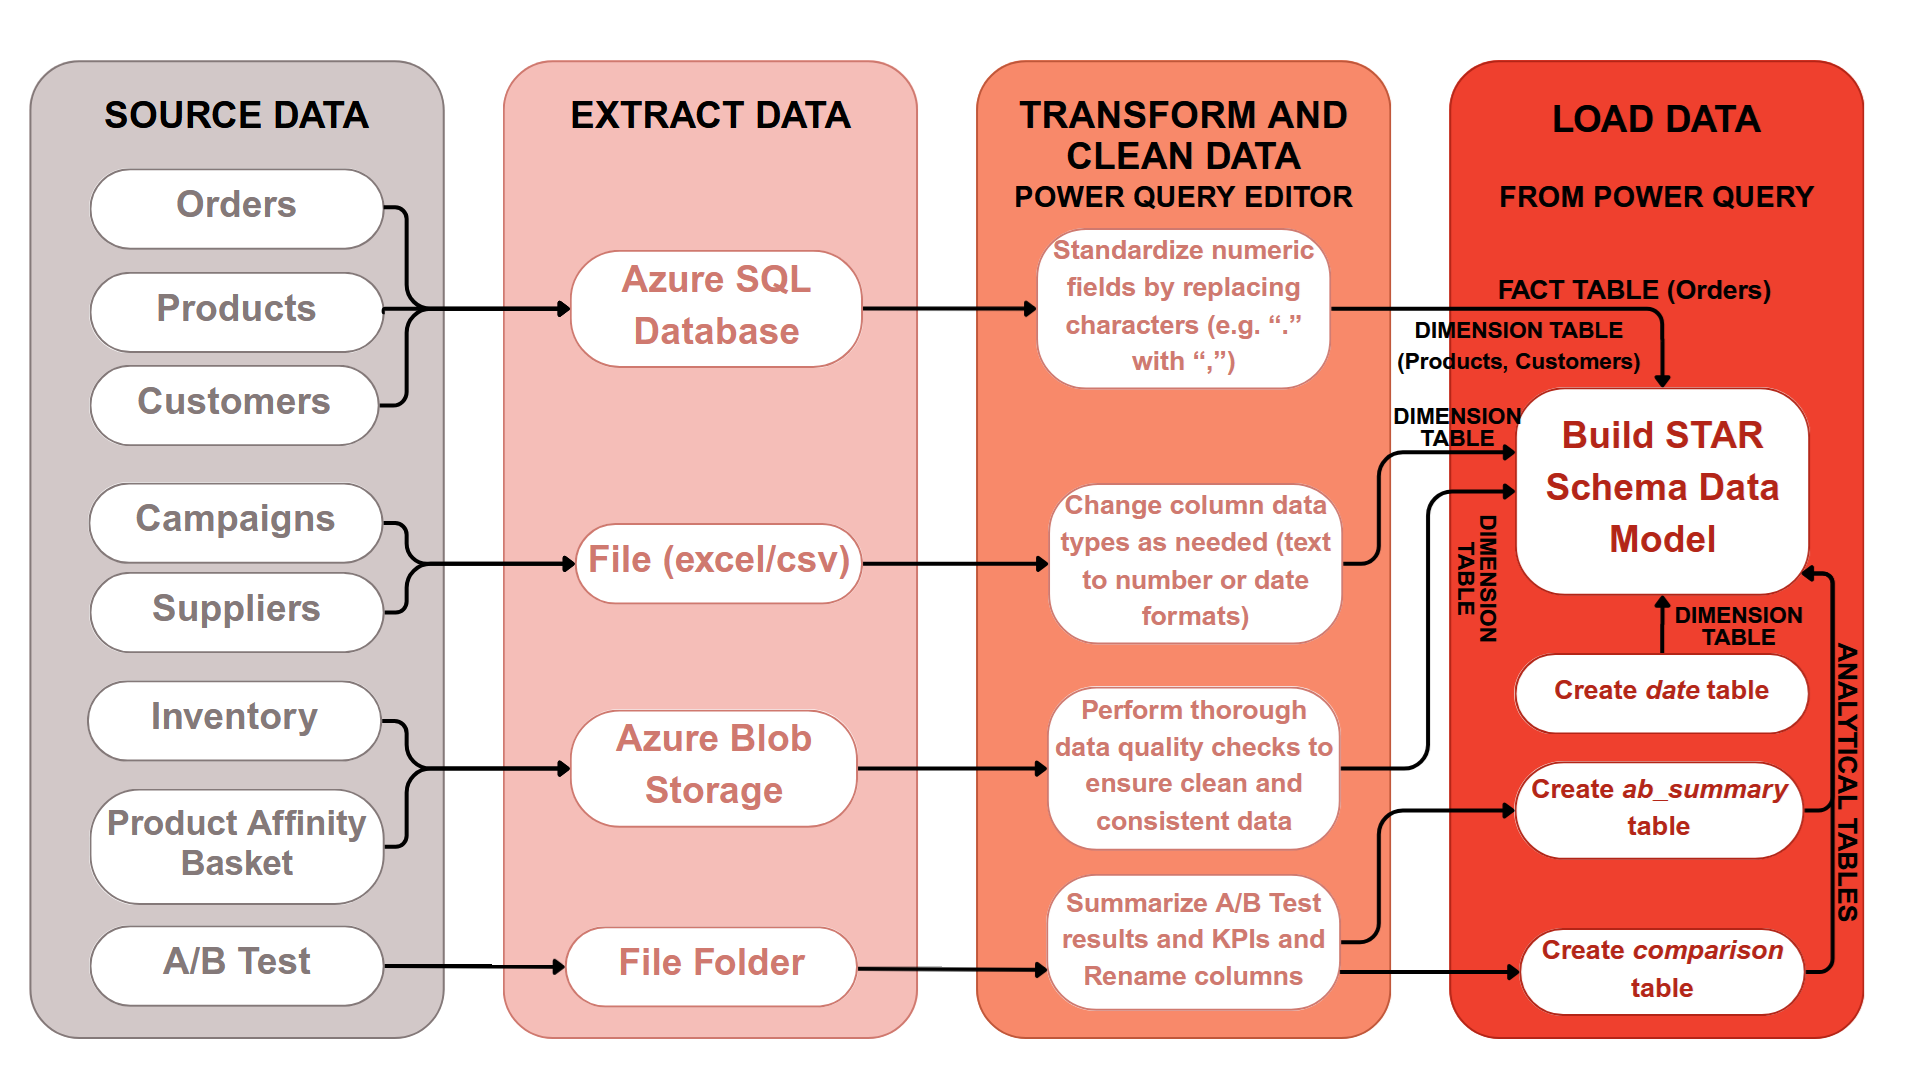 SOURCE DATA
Orders
Products
Customers
Campaigns
Suppliers
Inventory
Product Affinity
Basket
A/B Test
EXTRACT DATA
Azure SQL
Database
File (excel/csv)
Azure Blob
Storage
File Folder
TRANSFORM AND
CLEAN DATA
POWER QUERY EDITOR
Standardize numeric
fields by replacing
characters (e.g. “.”
with “,”)
Change column data
types as needed (text
to number or date
formats)
Perform thorough
data quality checks to
ensure clean and
consistent data
Summarize A/B Test
results and KPIs and
Rename columns
LOAD DATA
FROM POWER QUERY
FACT TABLE (Orders)
DIMENSION TABLE
(Products, Customers)
DIMENSION
TABLE
Build STAR
Schema Data
Model
DIMENSION
TABLE
DIMENSION
TABLE
Create date table
Create ab_summary
table
Create comparison
table
ANALYTICAL TABLES